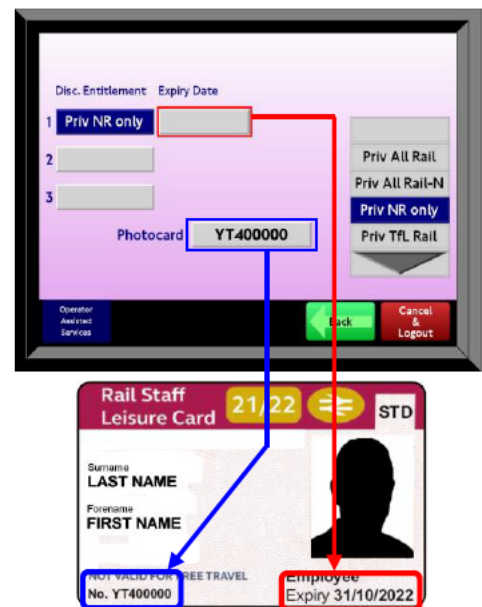 Disc. Entitlement Expiry Date
1 Priv NR only
2
3
Priv All Rail
Priv All Rail-N
Priv NR only
Priv TfL Rail
Photocard YT400000
Operator
Assisted
Services
Back
Cancel
&
Logout
Rail Staff
Leisure Card
21/22
STD
Surname
LAST NAME
Forename
FIRST NAME
NOT VALID FOR FREE TRAVEL
No. YT400000
Employee
Expiry 31/10/2022